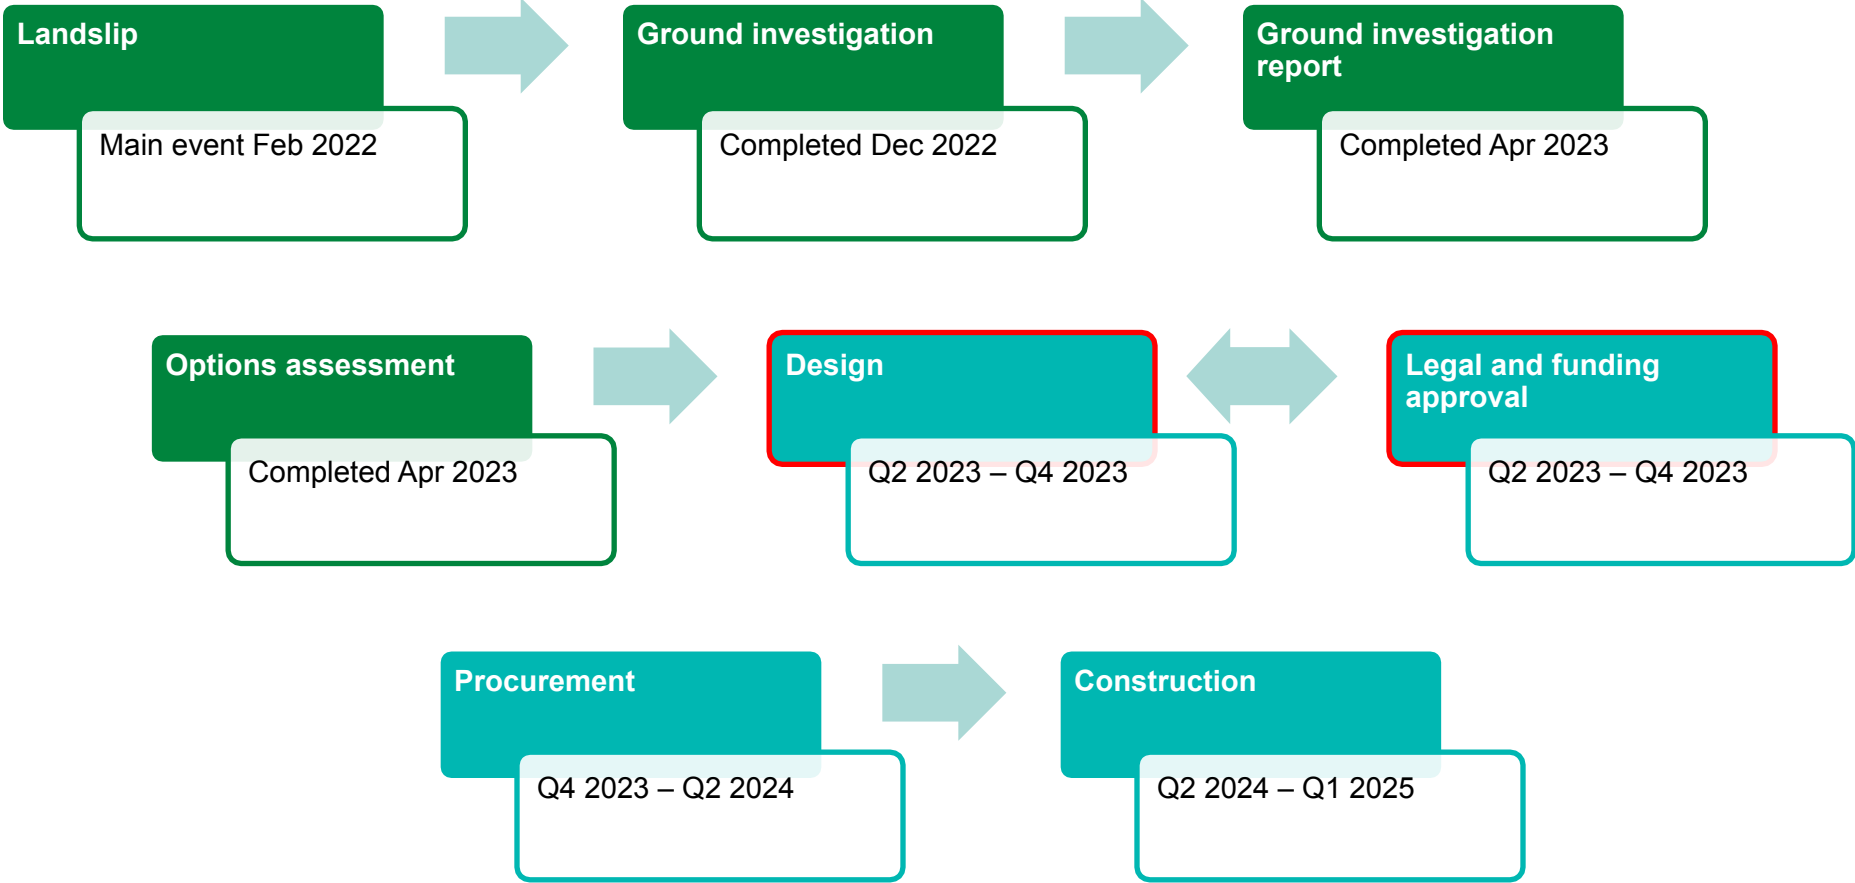 Landslip
Main event Feb 2022
Ground investigation
Completed Dec 2022
Ground investigation
report
Completed Apr 2023
Options assessment
Completed Apr 2023
Design
Q2 2023 – Q4 2023
Legal and funding
approval
Q2 2023 – Q4 2023
Procurement
Q4 2023 – Q2 2024
Construction
Q2 2024 – Q1 2025